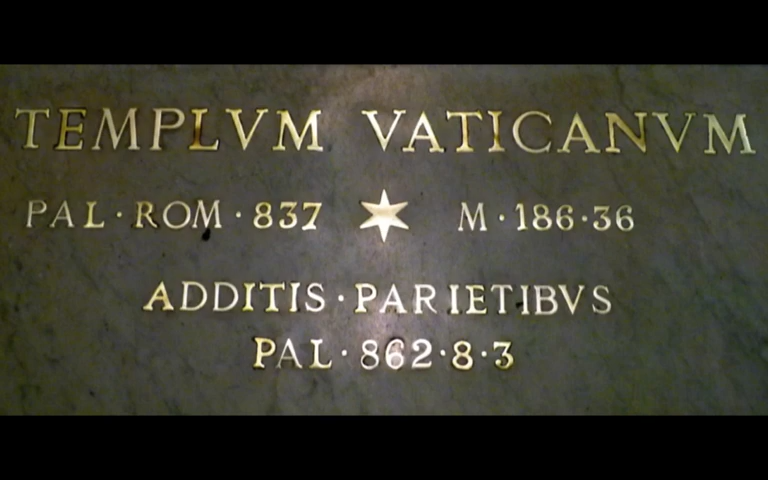 TEMPLVM VATICANVM
PAL·ROM·837 M·186·36
ADDITIS·PARIETIBVS
PAL·862·8·3